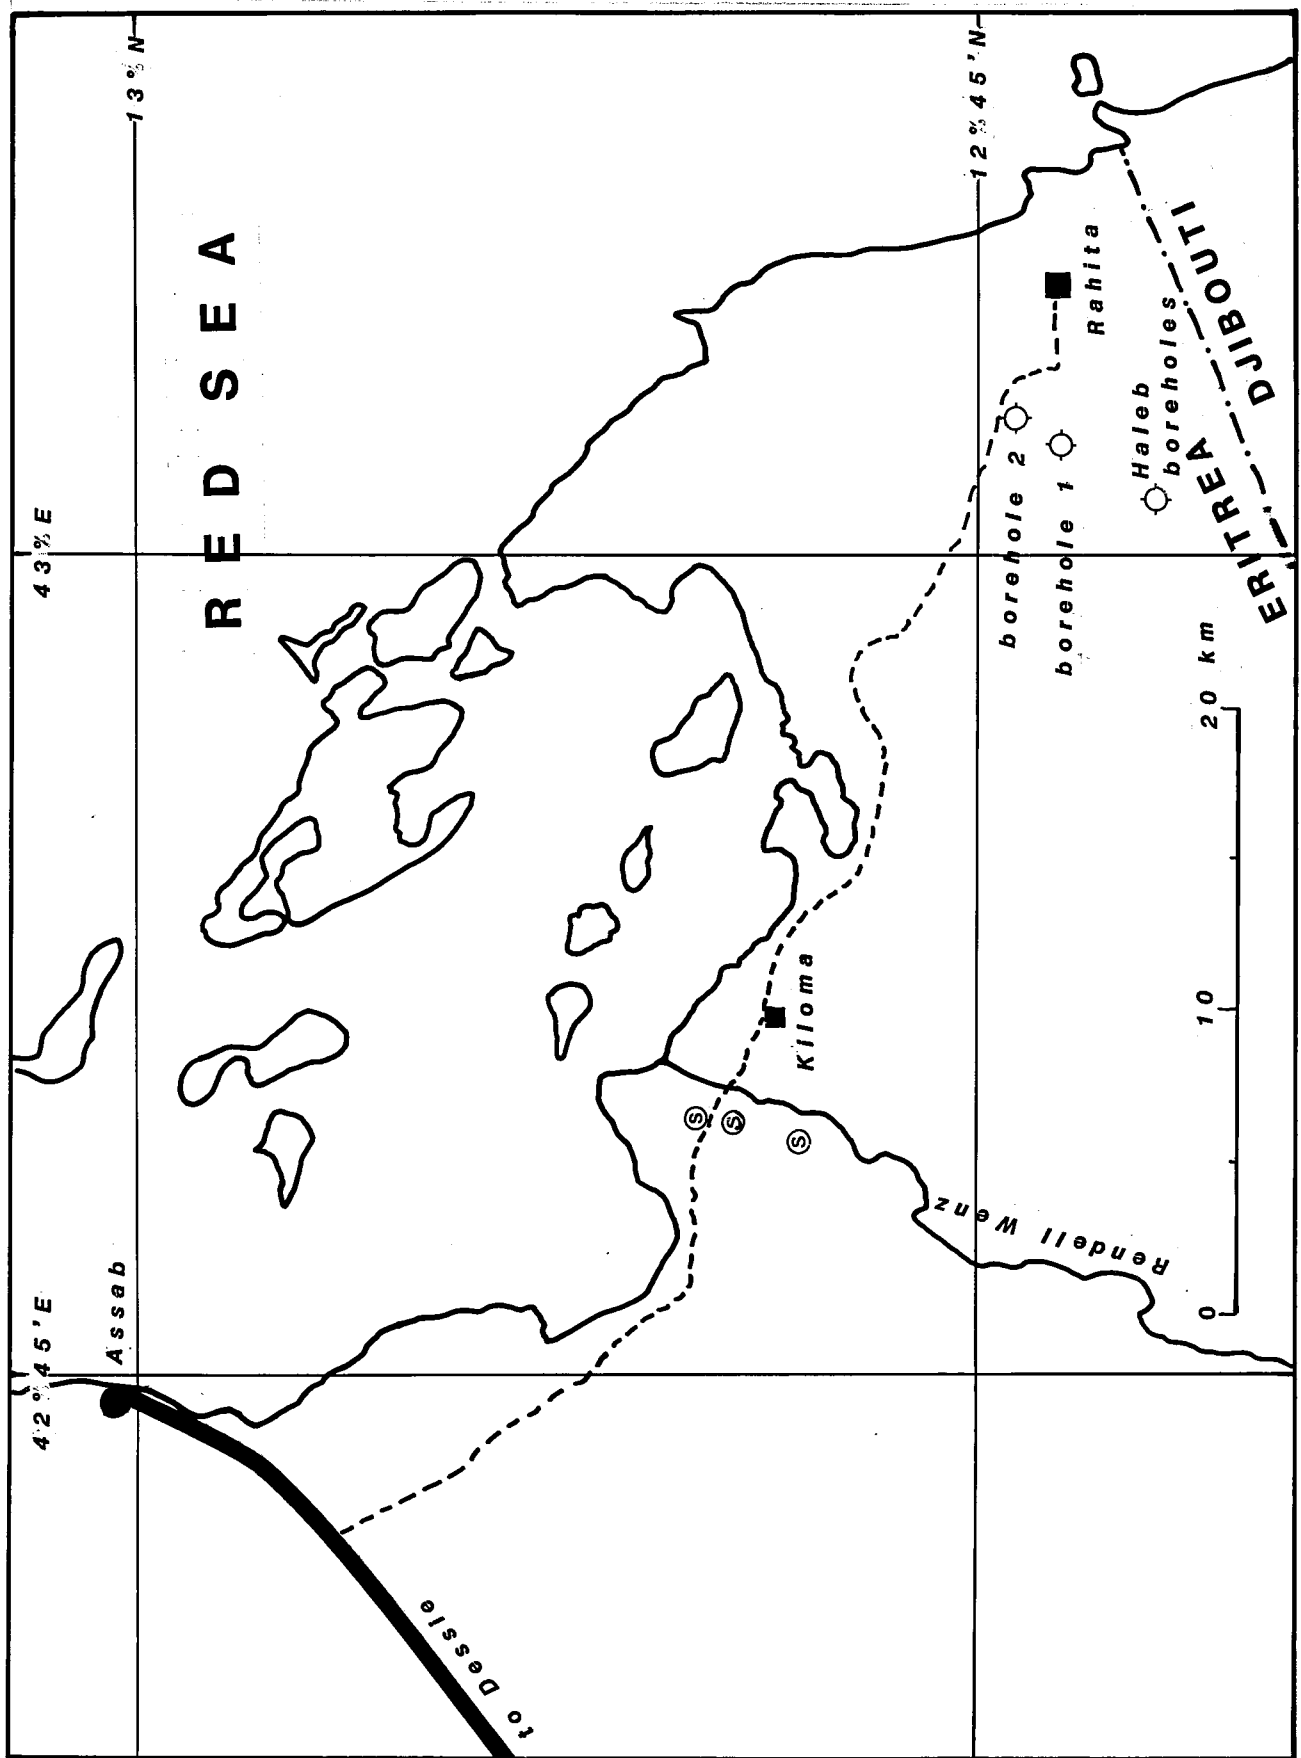 42%45'E
43%E
Assab
13%N
RED SEA
to Dessie
S
S
S
Kiloma
12%45'N
borehole 2
borehole 1
Rahita
Rendell Wenz
Haleb
boreholes
ERITREA
DJIBOUTI
0 10 20 km